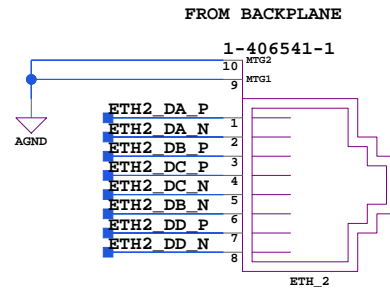 FROM BACKPLANE
1-406541-1
10 MTG2
9 MTG1
AGND
ETH2_DA_P 1
ETH2_DA_N 2
ETH2_DB_P 3
ETH2_DC_P 4
ETH2_DC_N 5
ETH2_DB_N 6
ETH2_DD_P 7
ETH2_DD_N 8
ETH_2